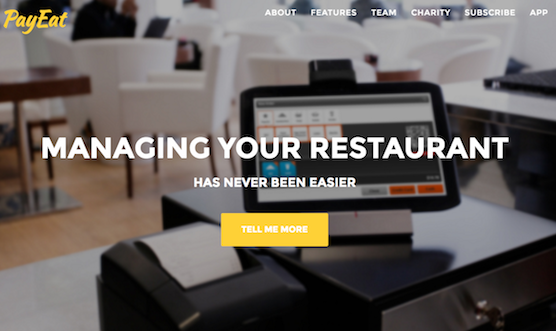 PayEat
ABOUT FEATURES TEAM CHARITY SUBSCRIBE APP
MANAGING YOUR RESTAURANT
HAS NEVER BEEN EASIER
TELL ME MORE